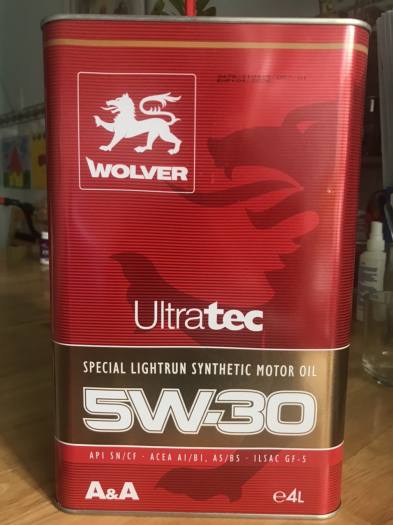 WOLVER
Ultratec
SPECIAL LIGHTRUN SYNTHETIC MOTOR OIL
5W-30
API SN/CF · ACEA A1/B1, A5/B5 · ILSAC GF-5
A&A
℮4L